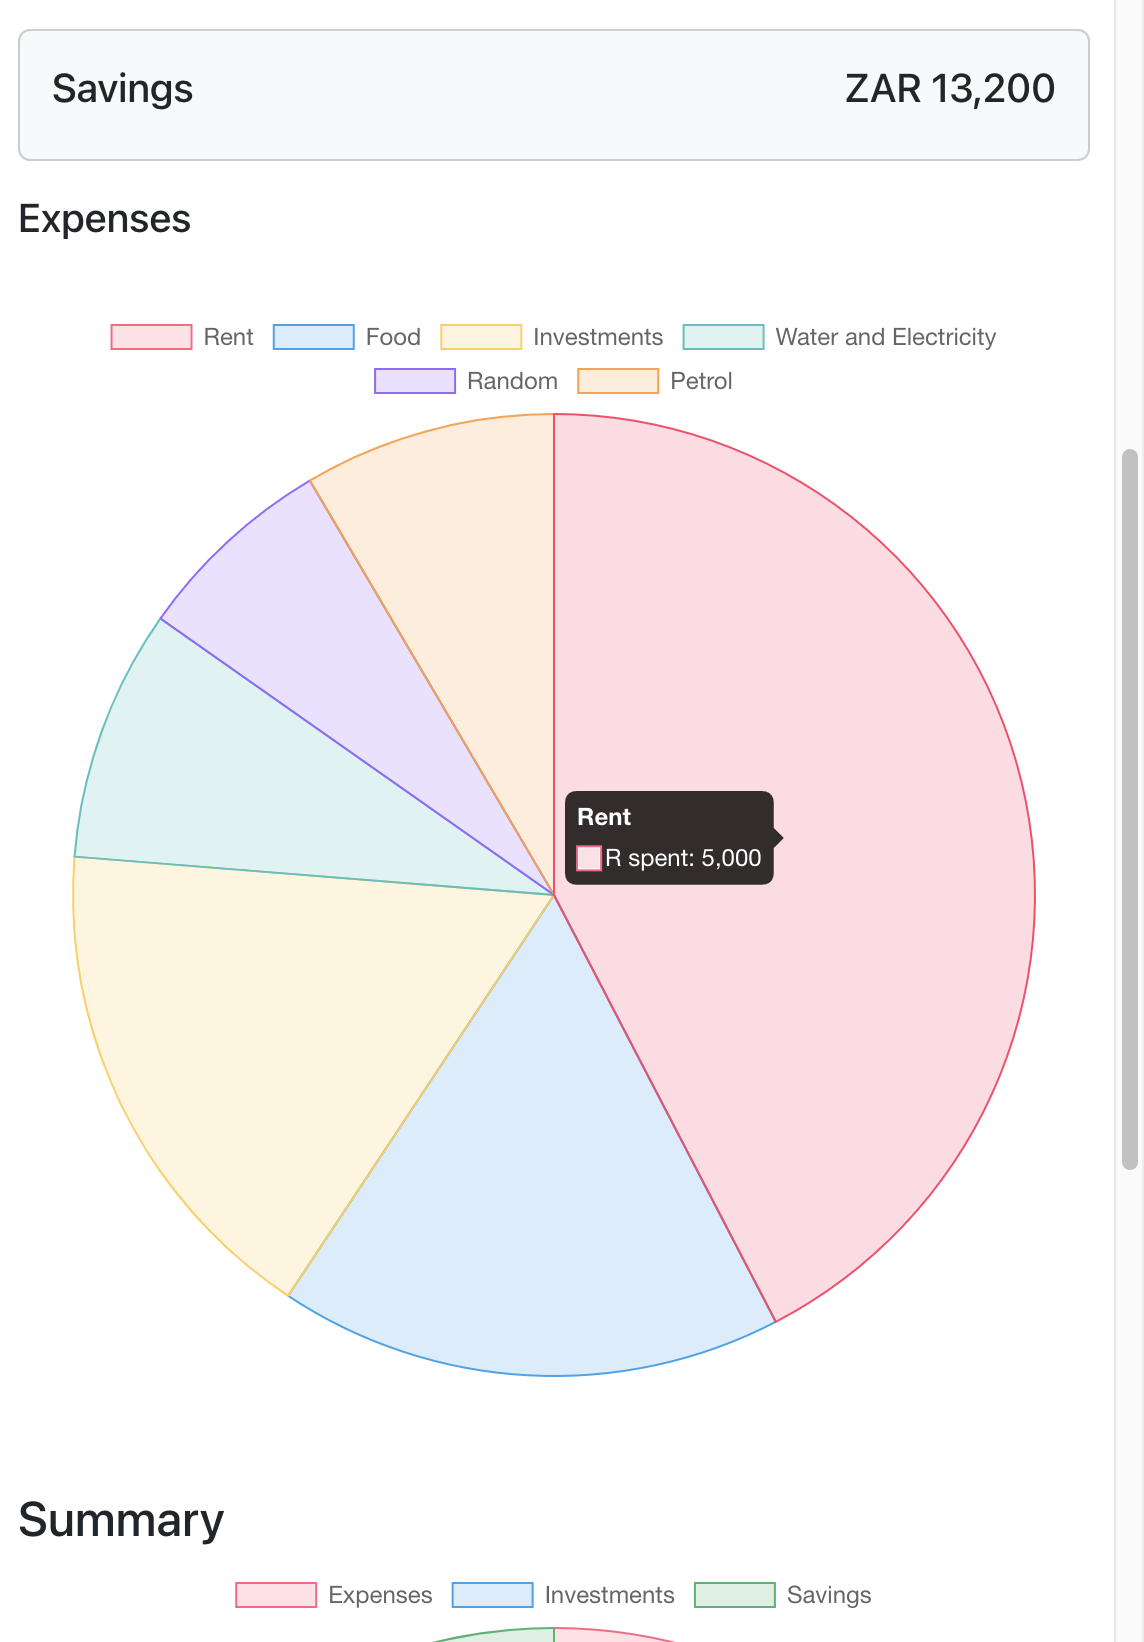 Savings ZAR 13,200
Expenses
Rent Food Investments Water and Electricity
Random Petrol
Rent
R spent: 5,000
Summary
Expenses Investments Savings